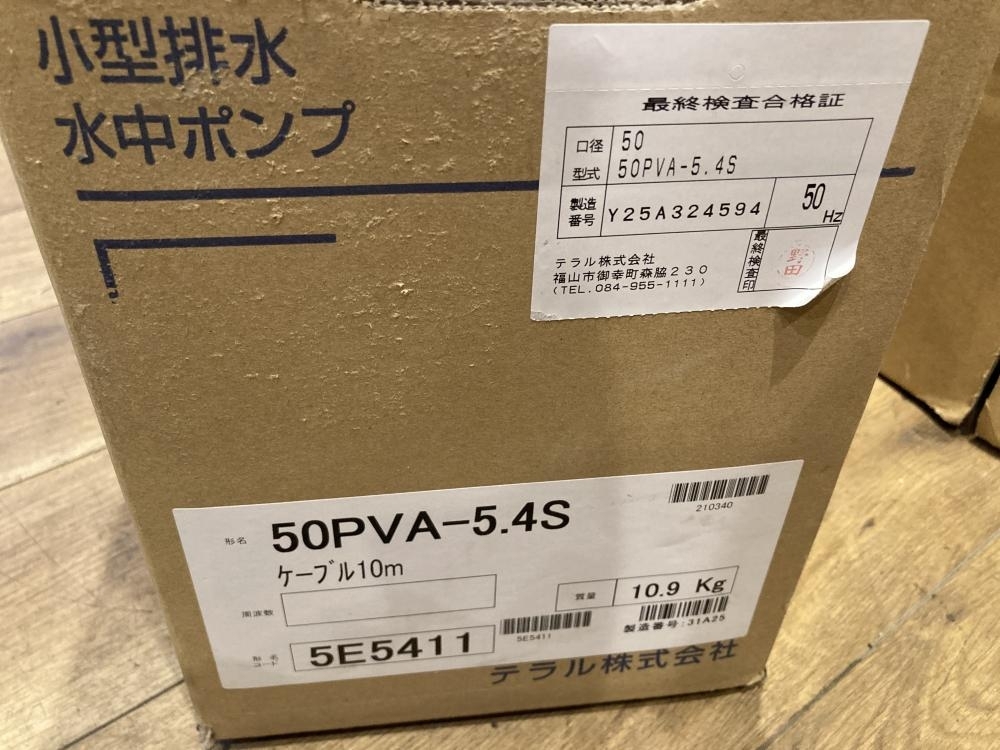 小型排水
水中ポンプ
最終検査合格証
口径 50
型式 50PVA-5.4S
製造番号 Y25A324594 50Hz
テラル株式会社
福山市御幸町森脇230
(TEL.084-955-1111)
最終検査印 野田
210340
形名 50PVA-5.4S
ケーブル10m
周波数
質量 10.9 Kg
製造番号:31A25
形名コード 5E5411
5E5411
テラル株式会社